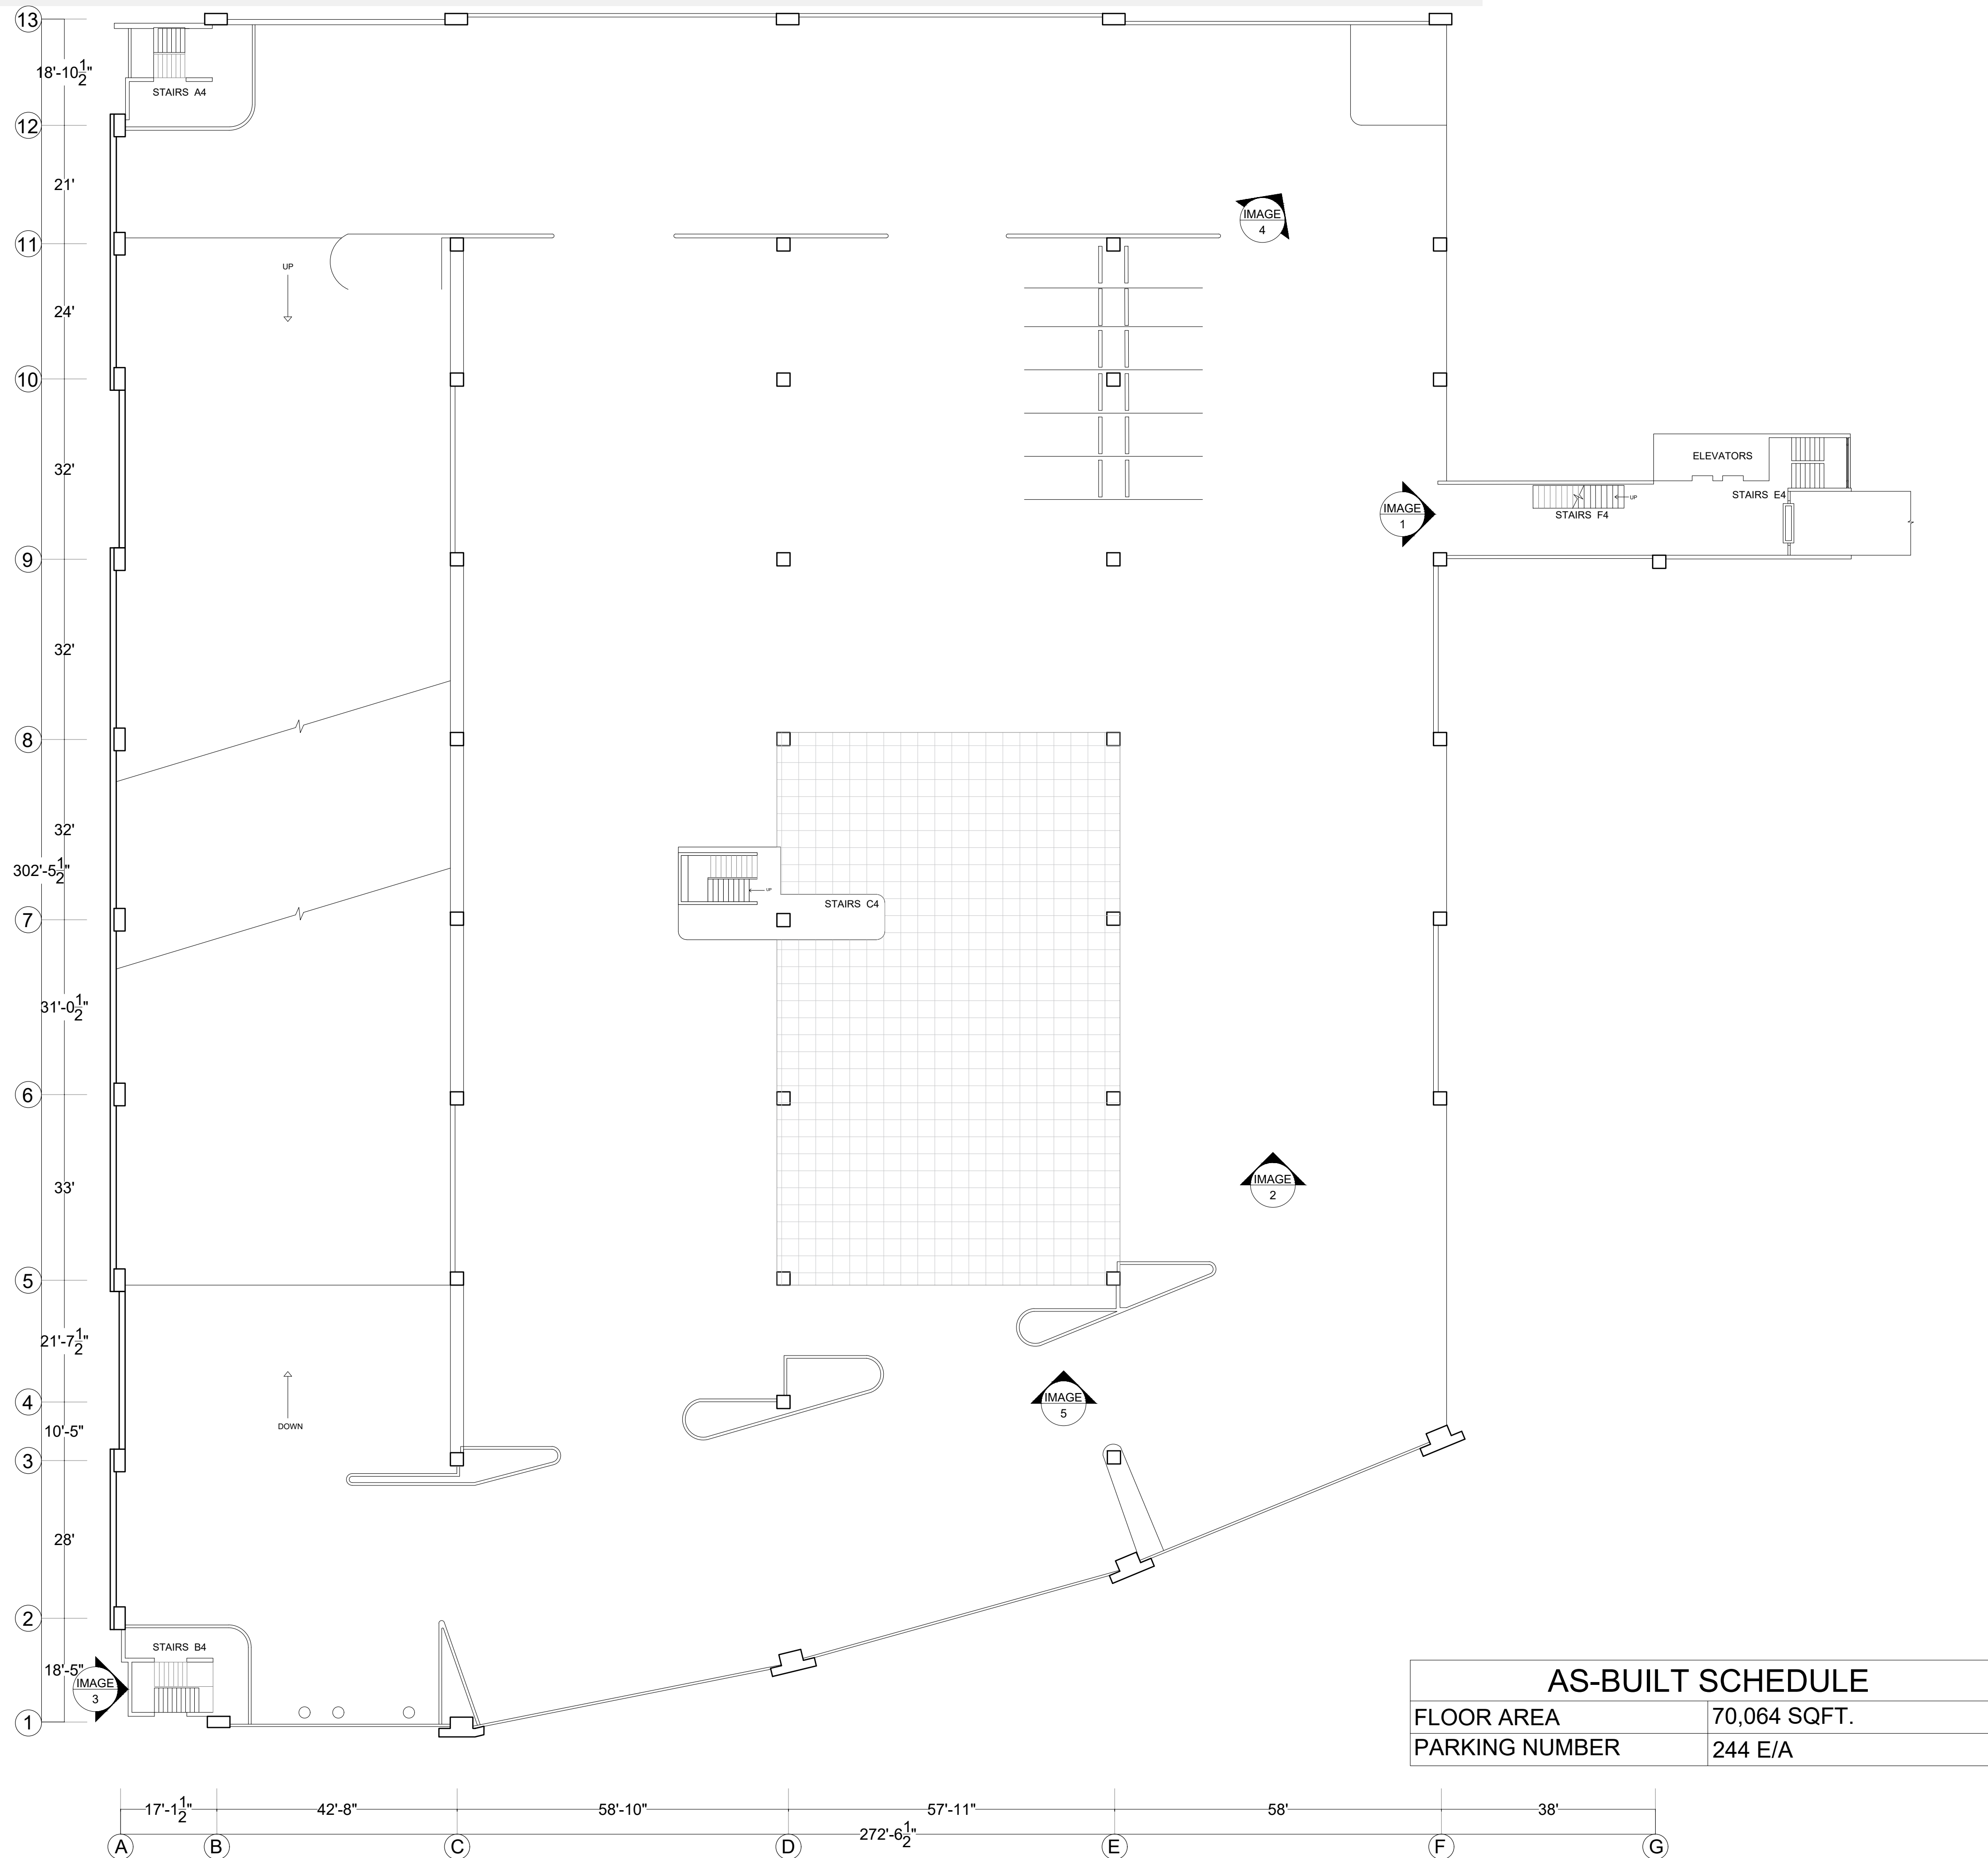 13
18'-10 1/2"
STAIRS A4
12
21'
IMAGE
4
11
UP
24'
10
32'
ELEVATORS
STAIRS E4
UP
STAIRS F4
IMAGE
1
9
32'
8
32'
302'-5 1/2"
UP
STAIRS C4
7
31'-0 1/2"
6
33'
IMAGE
2
5
21'-7 1/2"
IMAGE
5
4
DOWN
10'-5"
3
28'
2
STAIRS B4
18'-5"
IMAGE
3
1
AS-BUILT SCHEDULE
FLOOR AREA 70,064 SQFT.
PARKING NUMBER 244 E/A
17'-1 1/2" 42'-8" 58'-10" 57'-11" 58' 38'
272'-6 1/2"
A B C D E F G